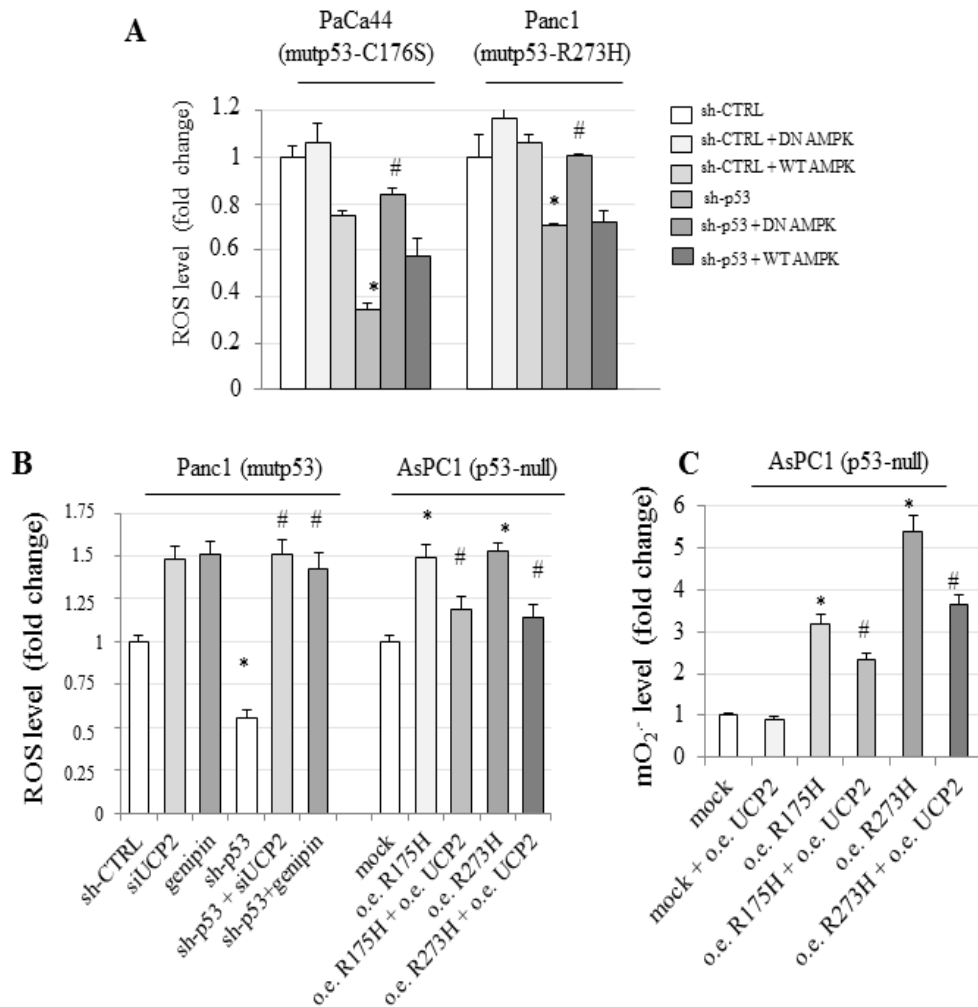 A
PaCa44
(mutp53-C176S)
Panc1
(mutp53-R273H)
ROS level (fold change)
1.2
1
0.8
0.6
0.4
0.2
0
*
#
*
#
sh-CTRL
sh-CTRL + DN AMPK
sh-CTRL + WT AMPK
sh-p53
sh-p53 + DN AMPK
sh-p53 + WT AMPK
B
Panc1 (mutp53)
AsPC1 (p53-null)
ROS level (fold change)
1.75
1.5
1.25
1
0.75
0.5
0.25
0
*
#
#
*
#
*
#
sh-CTRL
siUCP2
genipin
sh-p53
sh-p53 + siUCP2
sh-p53+genipin
mock
o.e. R175H
o.e. R175H + o.e. UCP2
o.e. R273H
o.e. R273H + o.e. UCP2
C
AsPC1 (p53-null)
mO₂·⁻ level (fold change)
6
5
4
3
2
1
0
*
#
*
#
mock
mock + o.e. UCP2
o.e. R175H
o.e. R175H + o.e. UCP2
o.e. R273H
o.e. R273H + o.e. UCP2